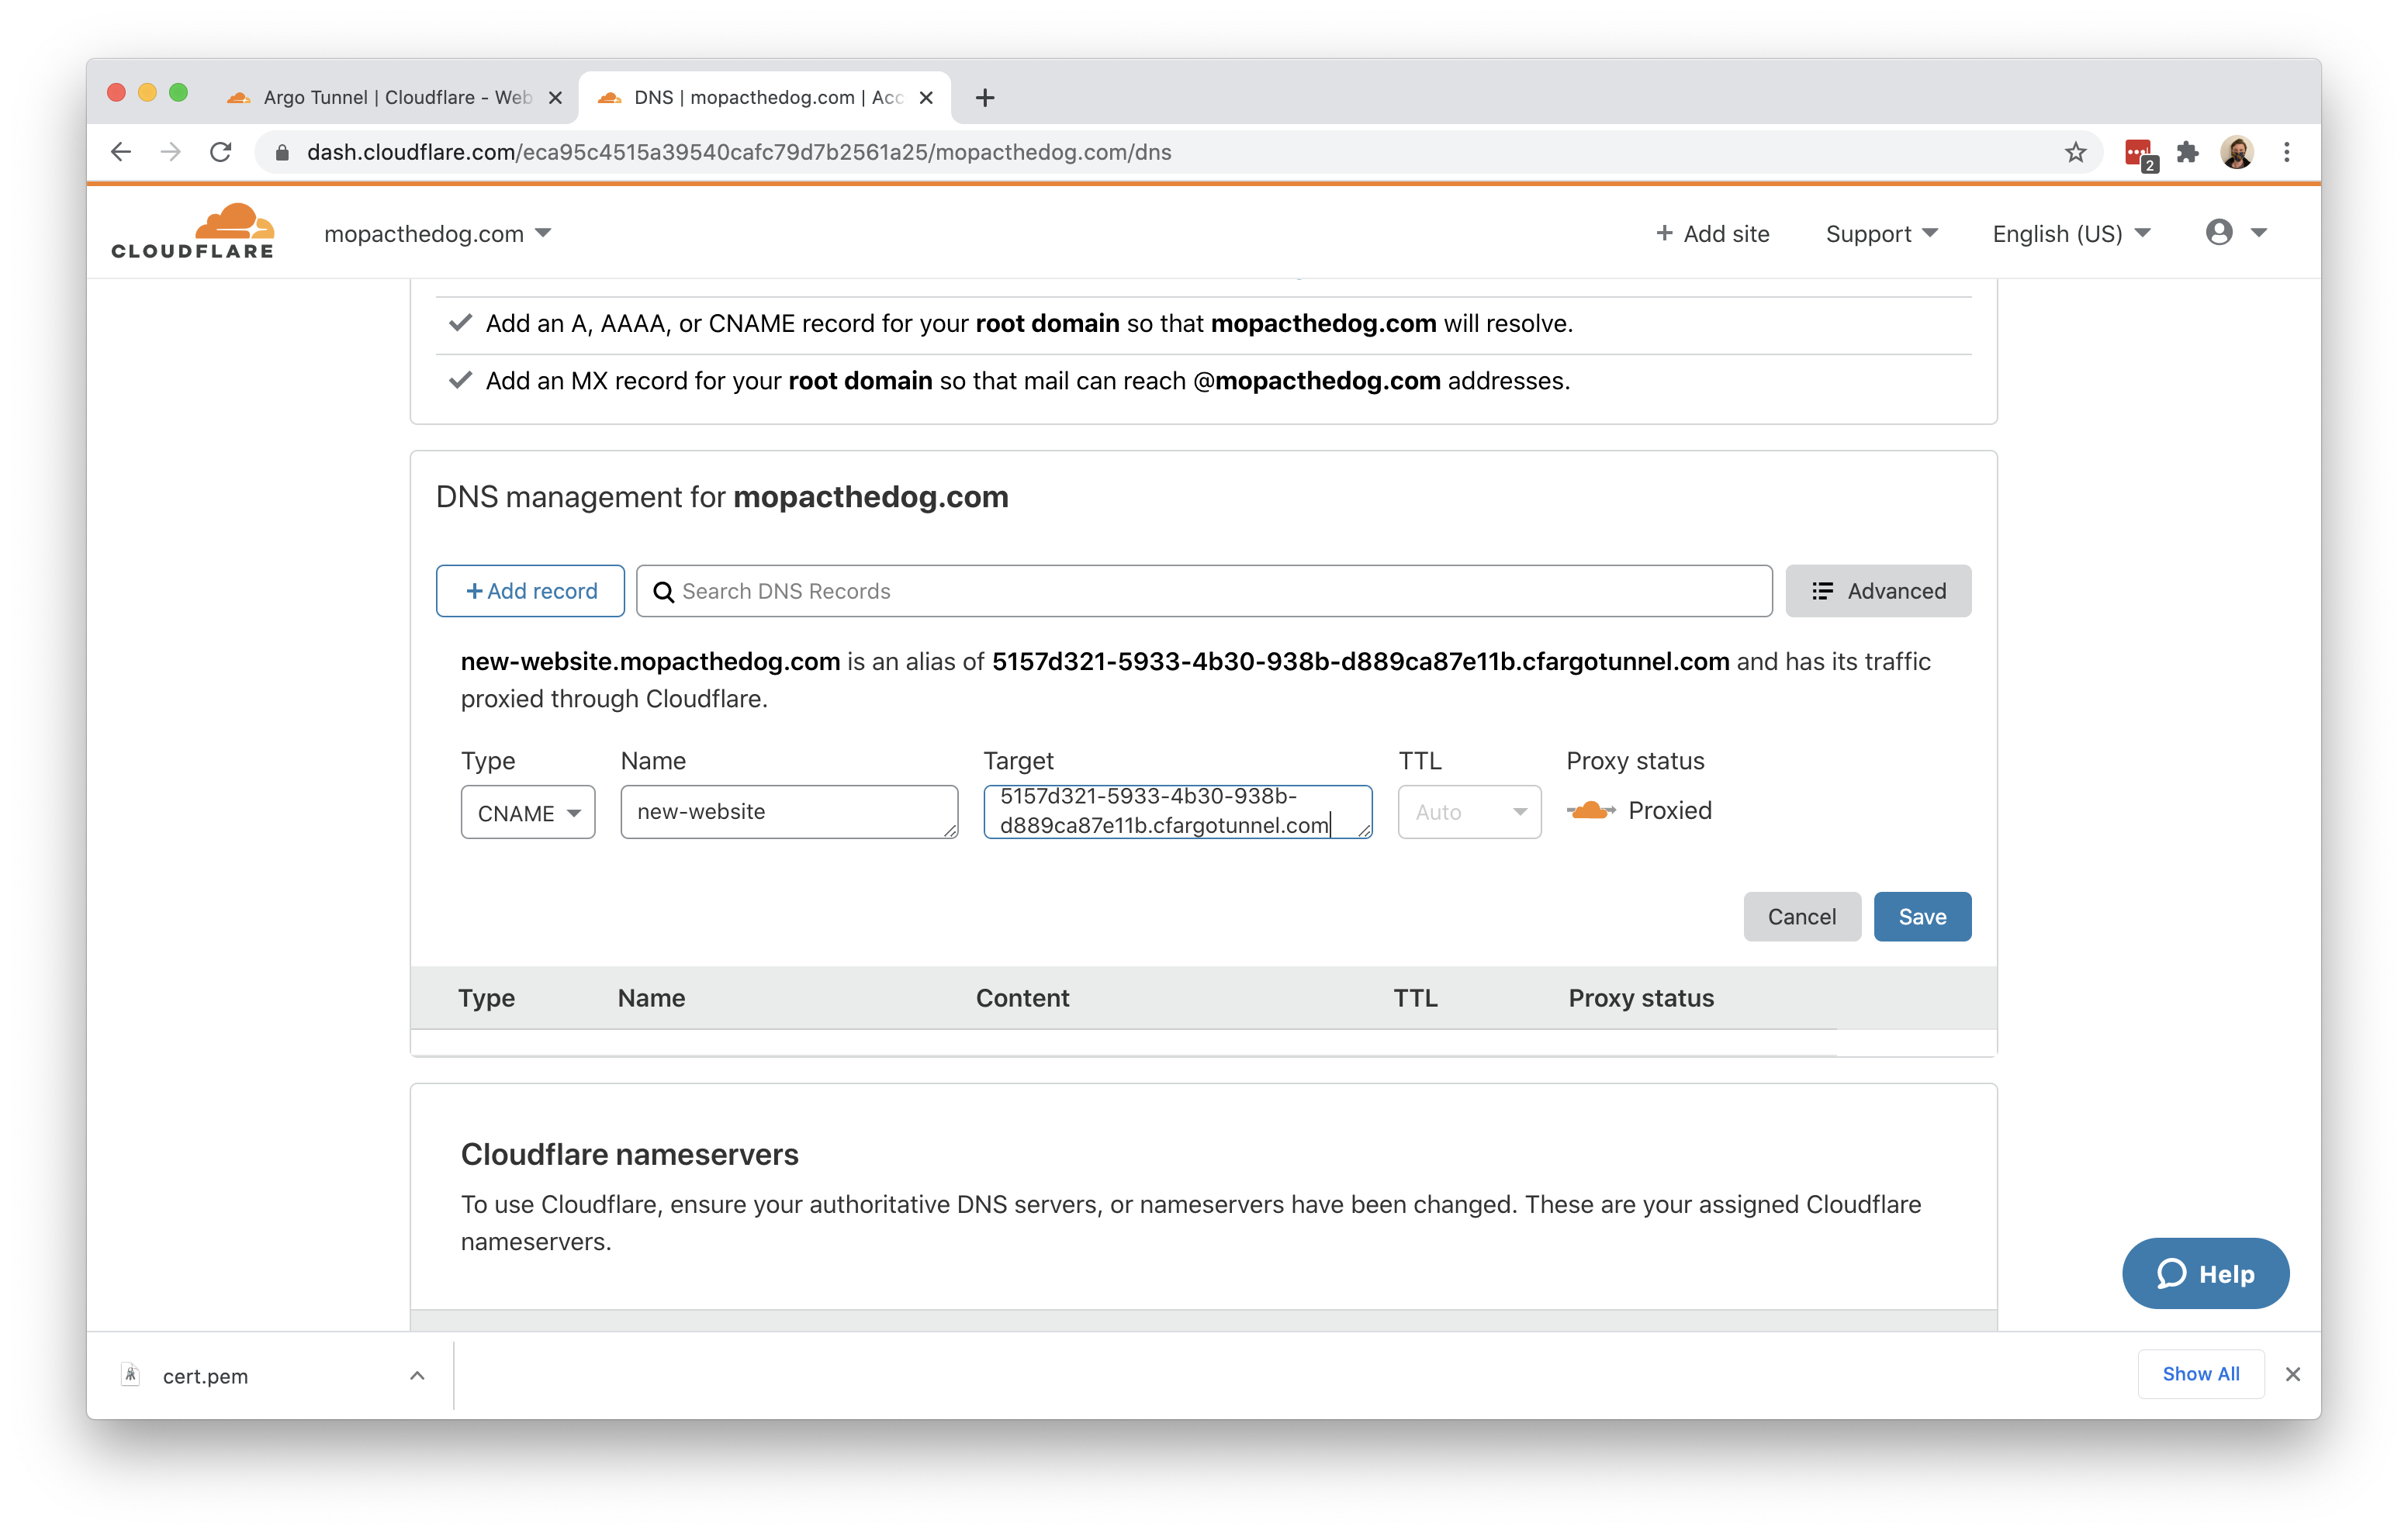 Argo Tunnel | Cloudflare - Web
DNS | mopacthedog.com | Acc
dash.cloudflare.com/eca95c4515a39540cafc79d7b2561a25/mopacthedog.com/dns
2
CLOUDFLARE
mopacthedog.com
+ Add site
Support
English (US)
Add an A, AAAA, or CNAME record for your root domain so that mopacthedog.com will resolve.
Add an MX record for your root domain so that mail can reach @mopacthedog.com addresses.
DNS management for mopacthedog.com
+ Add record
Search DNS Records
Advanced
new-website.mopacthedog.com is an alias of 5157d321-5933-4b30-938b-d889ca87e11b.cfargotunnel.com and has its traffic
proxied through Cloudflare.
Type Name Target TTL Proxy status
CNAME
new-website
5157d321-5933-4b30-938b-
d889ca87e11b.cfargotunnel.com
Auto
Proxied
Cancel
Save
Type Name Content TTL Proxy status
Cloudflare nameservers
To use Cloudflare, ensure your authoritative DNS servers, or nameservers have been changed. These are your assigned Cloudflare
nameservers.
Help
cert.pem
Show All